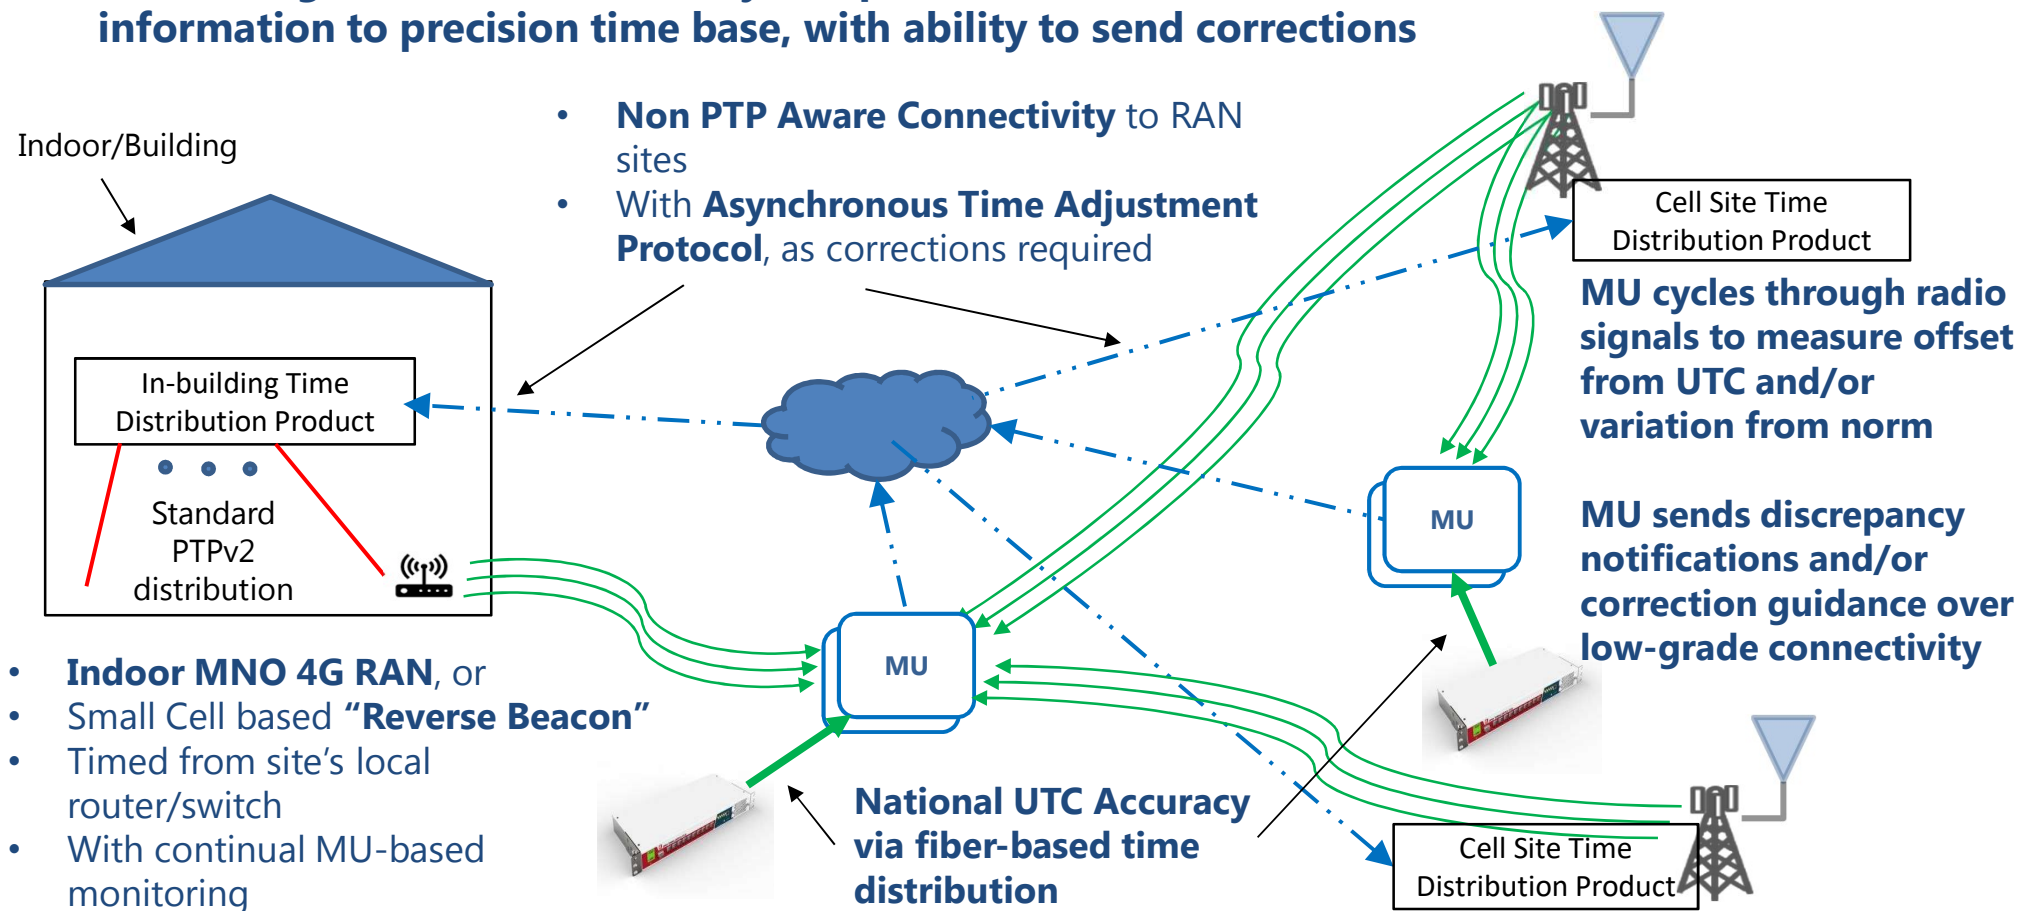 information to precision time base, with ability to send corrections
• Non PTP Aware Connectivity to RAN
sites
• With Asynchronous Time Adjustment
Protocol, as corrections required
Indoor/Building
In-building Time
Distribution Product
Standard
PTPv2
distribution
Cell Site Time
Distribution Product
MU cycles through radio
signals to measure offset
from UTC and/or
variation from norm
MU
MU sends discrepancy
notifications and/or
correction guidance over
low-grade connectivity
MU
• Indoor MNO 4G RAN, or
• Small Cell based “Reverse Beacon”
• Timed from site’s local
router/switch
• With continual MU-based
monitoring
National UTC Accuracy
via fiber-based time
distribution
Cell Site Time
Distribution Product